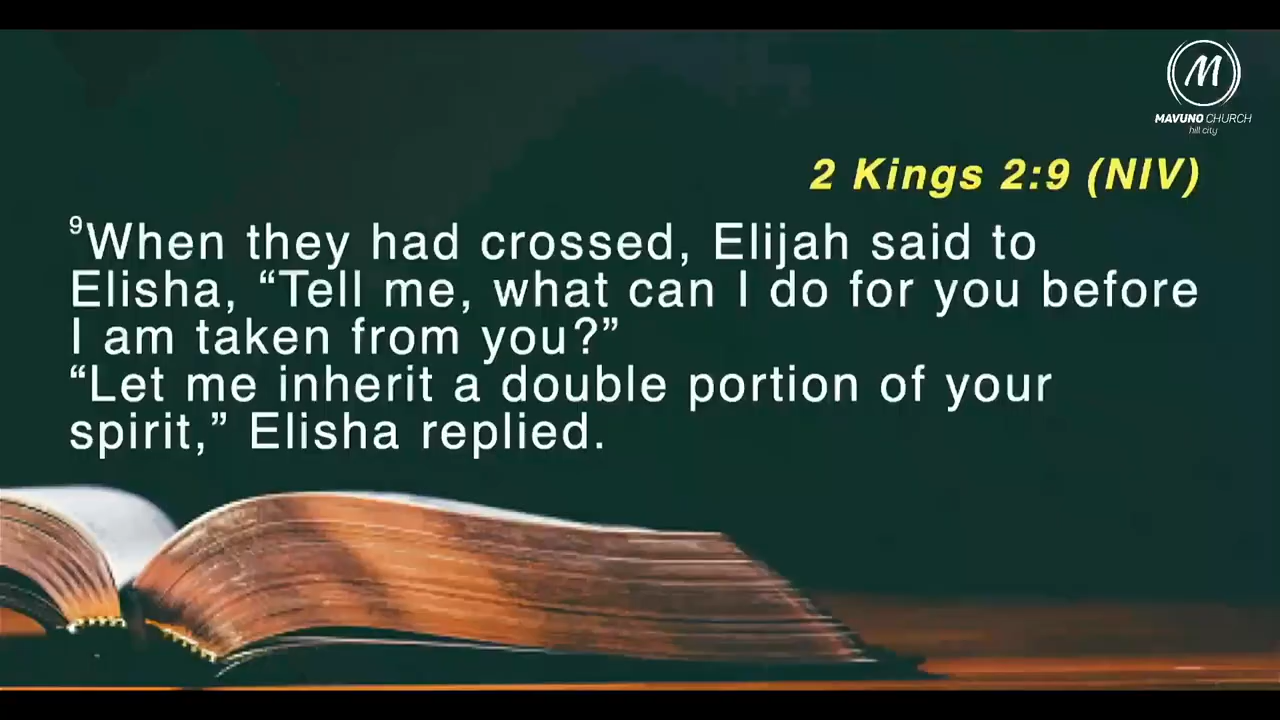 M
MAVUNO CHURCH
hill city
2 Kings 2:9 (NIV)
9When they had crossed, Elijah said to
Elisha, “Tell me, what can I do for you before
I am taken from you?”
“Let me inherit a double portion of your
spirit,” Elisha replied.